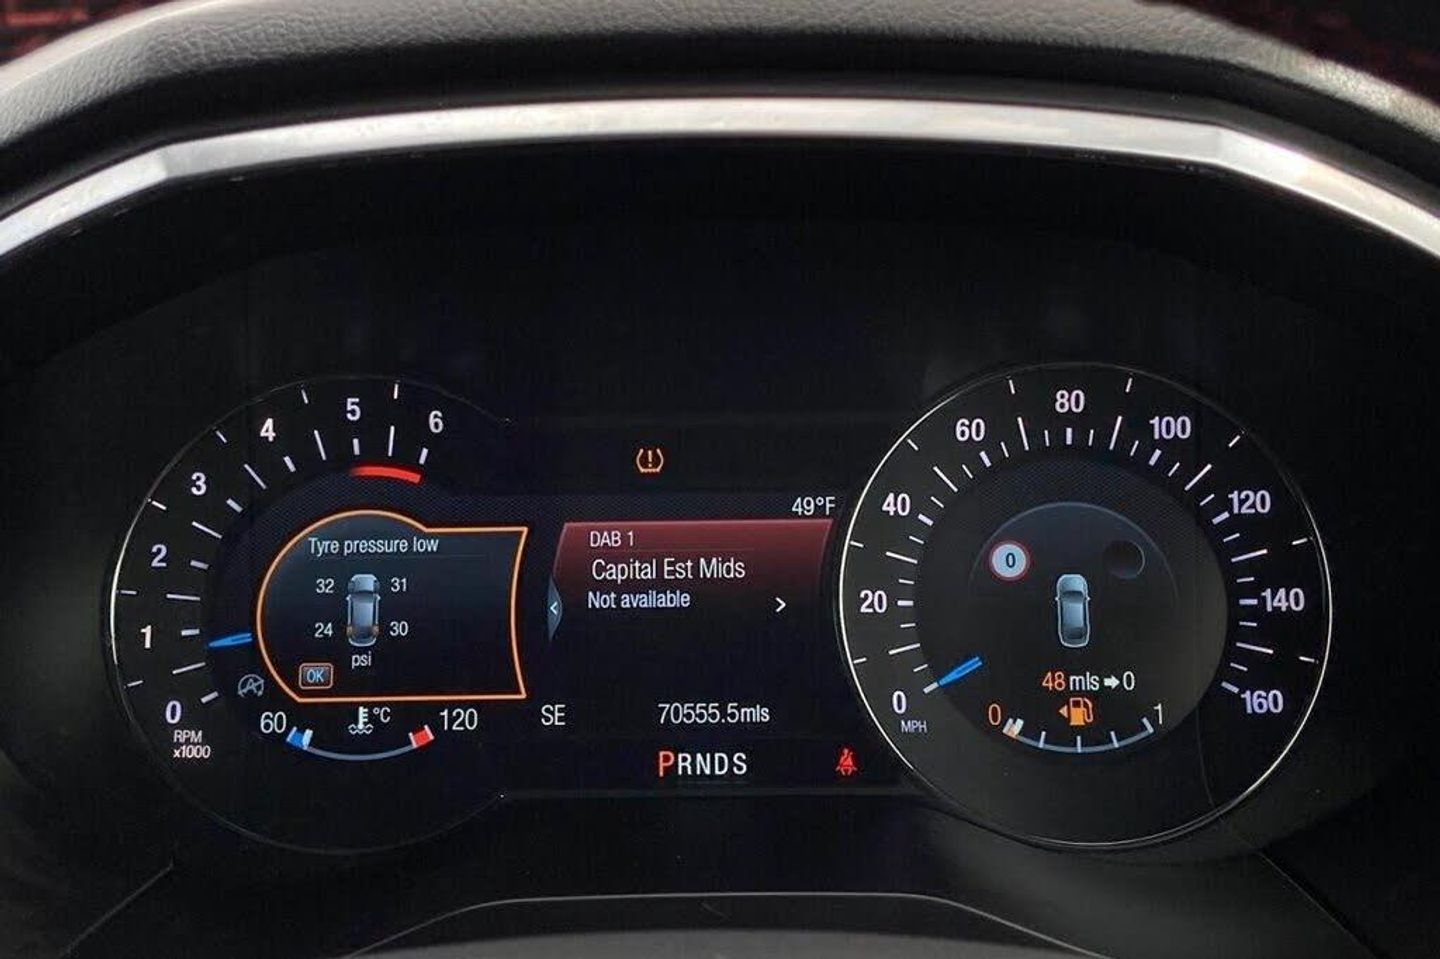 0
1
2
3
4
5
6
RPM
x1000
Tyre pressure low
32 31
24 30
psi
OK
A
60 °C 120
49°F
DAB 1
Capital Est Mids
Not available
SE 70555.5mls
PRNDS
0
20
40
60
80
100
120
140
160
MPH
0
48 mls 0
0 1